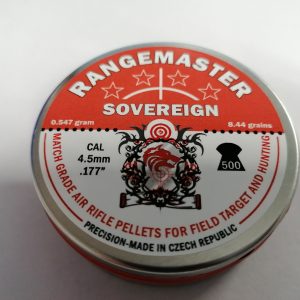 RANGEMASTER
SOVEREIGN
0.547 gram
8.44 grains
CAL
4.5mm
.177"
500
MATCH GRADE AIR RIFLE PELLETS FOR FIELD TARGET AND HUNTING
PRECISION-MADE IN CZECH REPUBLIC